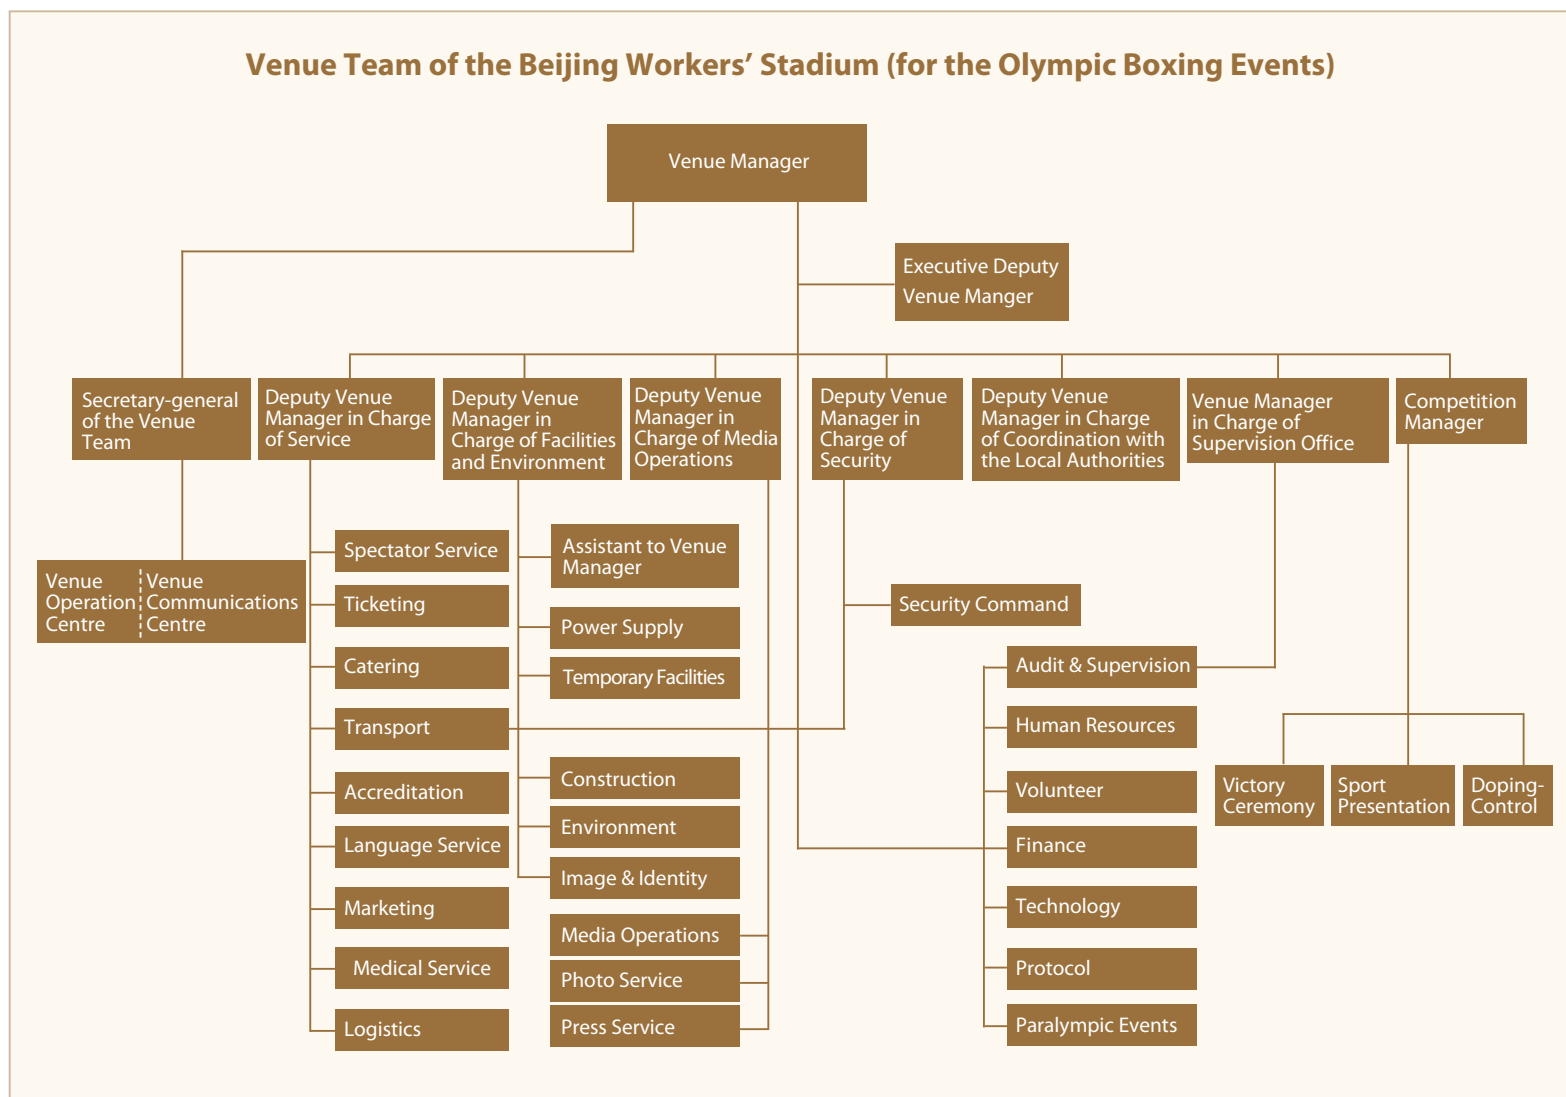 Venue Team of the Beijing Workers’ Stadium (for the Olympic Boxing Events)
Venue Manager
Executive Deputy
Venue Manger
Secretary-general
of the Venue
Team
Deputy Venue
Manager in Charge
of Service
Deputy Venue
Manager in
Charge of Facilities
and Environment
Deputy Venue
Manager in
Charge of Media
Operations
Deputy Venue
Manager in
Charge of
Security
Deputy Venue
Manager in Charge
of Coordination with
the Local Authorities
Venue Manager
in Charge of
Supervision Office
Competition
Manager
Venue
Operation
Centre
Venue
Communications
Centre
Spectator Service
Ticketing
Catering
Transport
Accreditation
Language Service
Marketing
Medical Service
Logistics
Assistant to Venue
Manager
Power Supply
Temporary Facilities
Construction
Environment
Image & Identity
Media Operations
Photo Service
Press Service
Security Command
Audit & Supervision
Human Resources
Volunteer
Finance
Technology
Protocol
Paralympic Events
Victory
Ceremony
Sport
Presentation
Doping-
Control